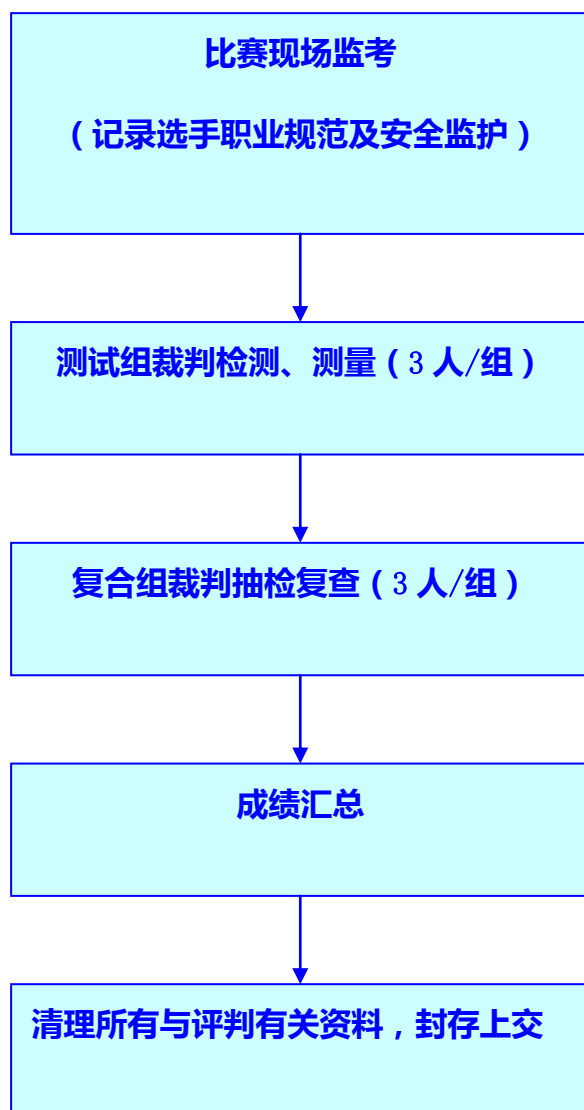 比赛现场监考
（记录选手职业规范及安全监护）
测试组裁判检测、测量（3 人/组）
复合组裁判抽检复查（3 人/组）
成绩汇总
清理所有与评判有关资料，封存上交